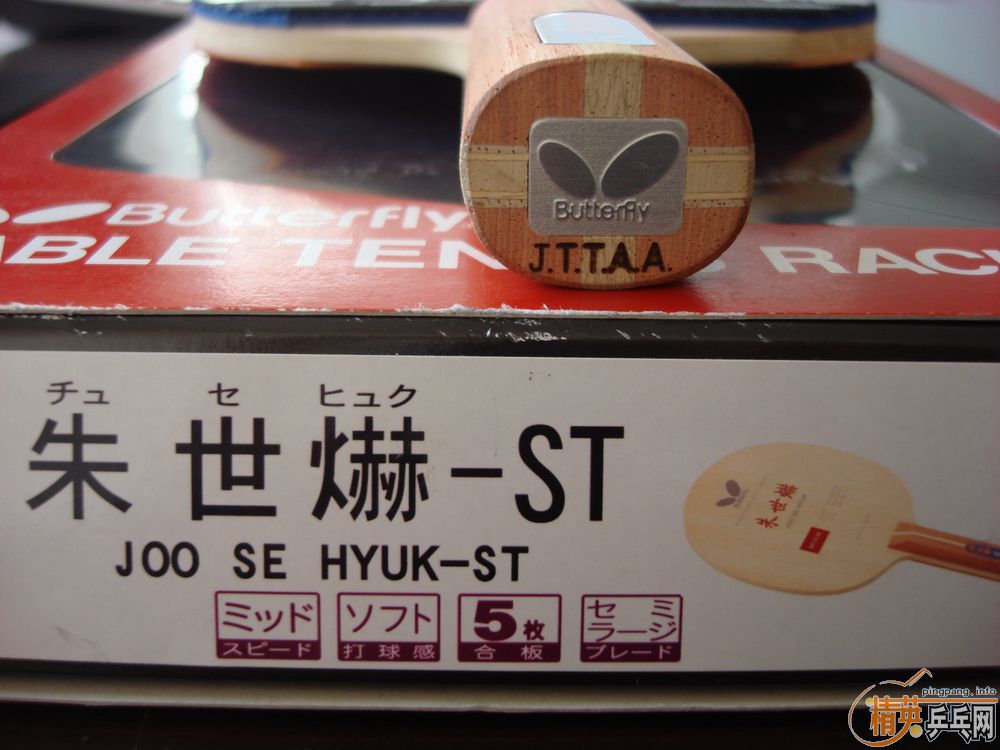 Butterfly
J.T.T.A.A.
Butterfly
ABLE TEN S RAC
チュ セ ヒュク
朱世爀-ST
JOO SE HYUK-ST
ミッド ソフト 5枚 セミラージ
スピード 打球感 合板 ブレード
Butterfly
朱世爀
pingpang.info
精英乒乓网